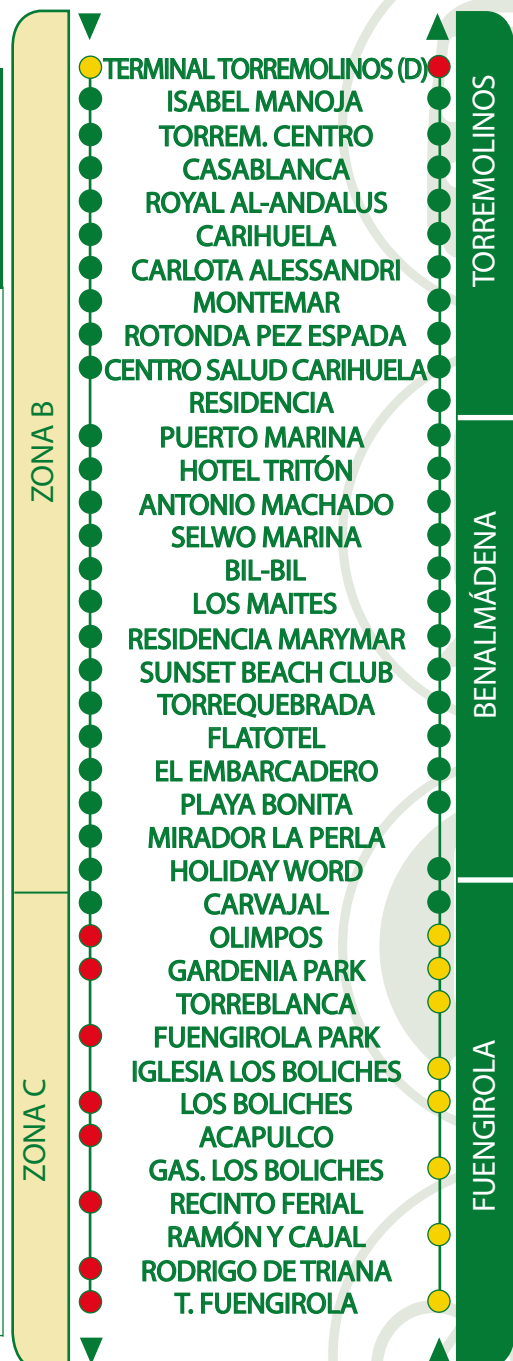 TERMINAL TORREMOLINOS (D)
ISABEL MANOJA
TORREM. CENTRO
CASABLANCA
ROYAL AL-ANDALUS
CARIHUELA
CARLOTA ALESSANDRI
MONTEMAR
ROTONDA PEZ ESPADA
CENTRO SALUD CARIHUELA
RESIDENCIA
PUERTO MARINA
HOTEL TRITÓN
ANTONIO MACHADO
SELWO MARINA
BIL-BIL
LOS MAITES
RESIDENCIA MARYMAR
SUNSET BEACH CLUB
TORREQUEBRADA
FLATOTEL
EL EMBARCADERO
PLAYA BONITA
MIRADOR LA PERLA
HOLIDAY WORD
CARVAJAL
OLIMPOS
GARDENIA PARK
TORREBLANCA
FUENGIROLA PARK
IGLESIA LOS BOLICHES
LOS BOLICHES
ACAPULCO
GAS. LOS BOLICHES
RECINTO FERIAL
RAMÓN Y CAJAL
RODRIGO DE TRIANA
T. FUENGIROLA
ZONA B
ZONA C
TORREMOLINOS
BENALMÁDENA
FUENGIROLA